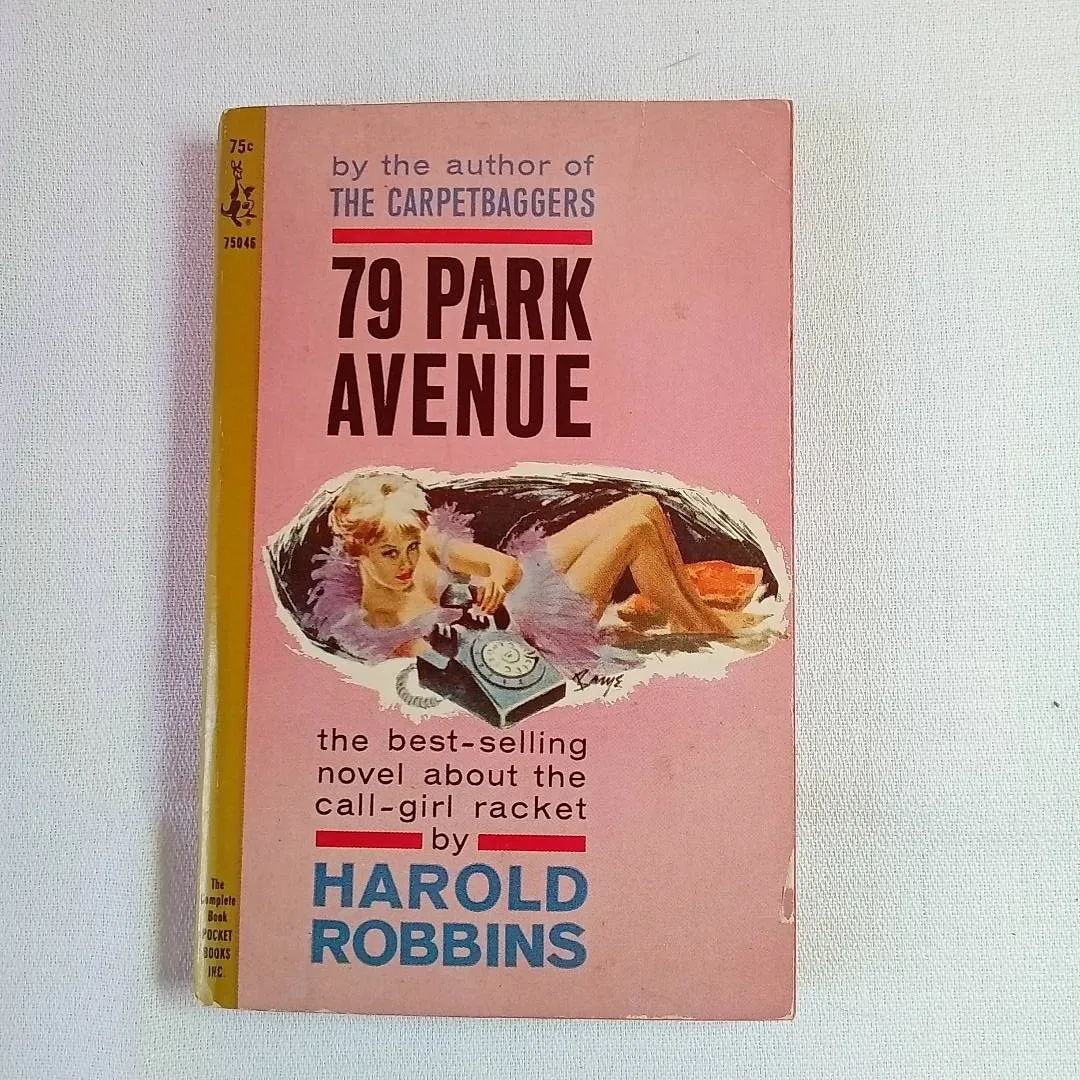 75c
75046
by the author of
THE CARPETBAGGERS
79 PARK
AVENUE
the best-selling
novel about the
call-girl racket
by
HAROLD
ROBBINS
The
Complete
Book
POCKET
BOOKS
INC.